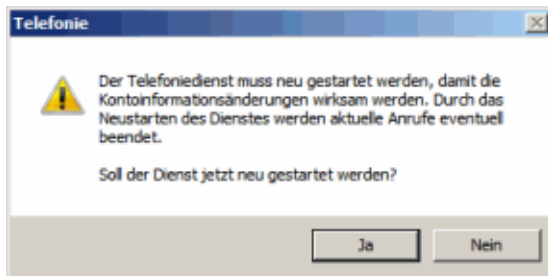 Telefonie
Der Telefoniedienst muss neu gestartet werden, damit die
Kontoinformationsänderungen wirksam werden. Durch das
Neustarten des Dienstes werden aktuelle Anrufe eventuell
beendet.
Soll der Dienst jetzt neu gestartet werden?
Ja Nein